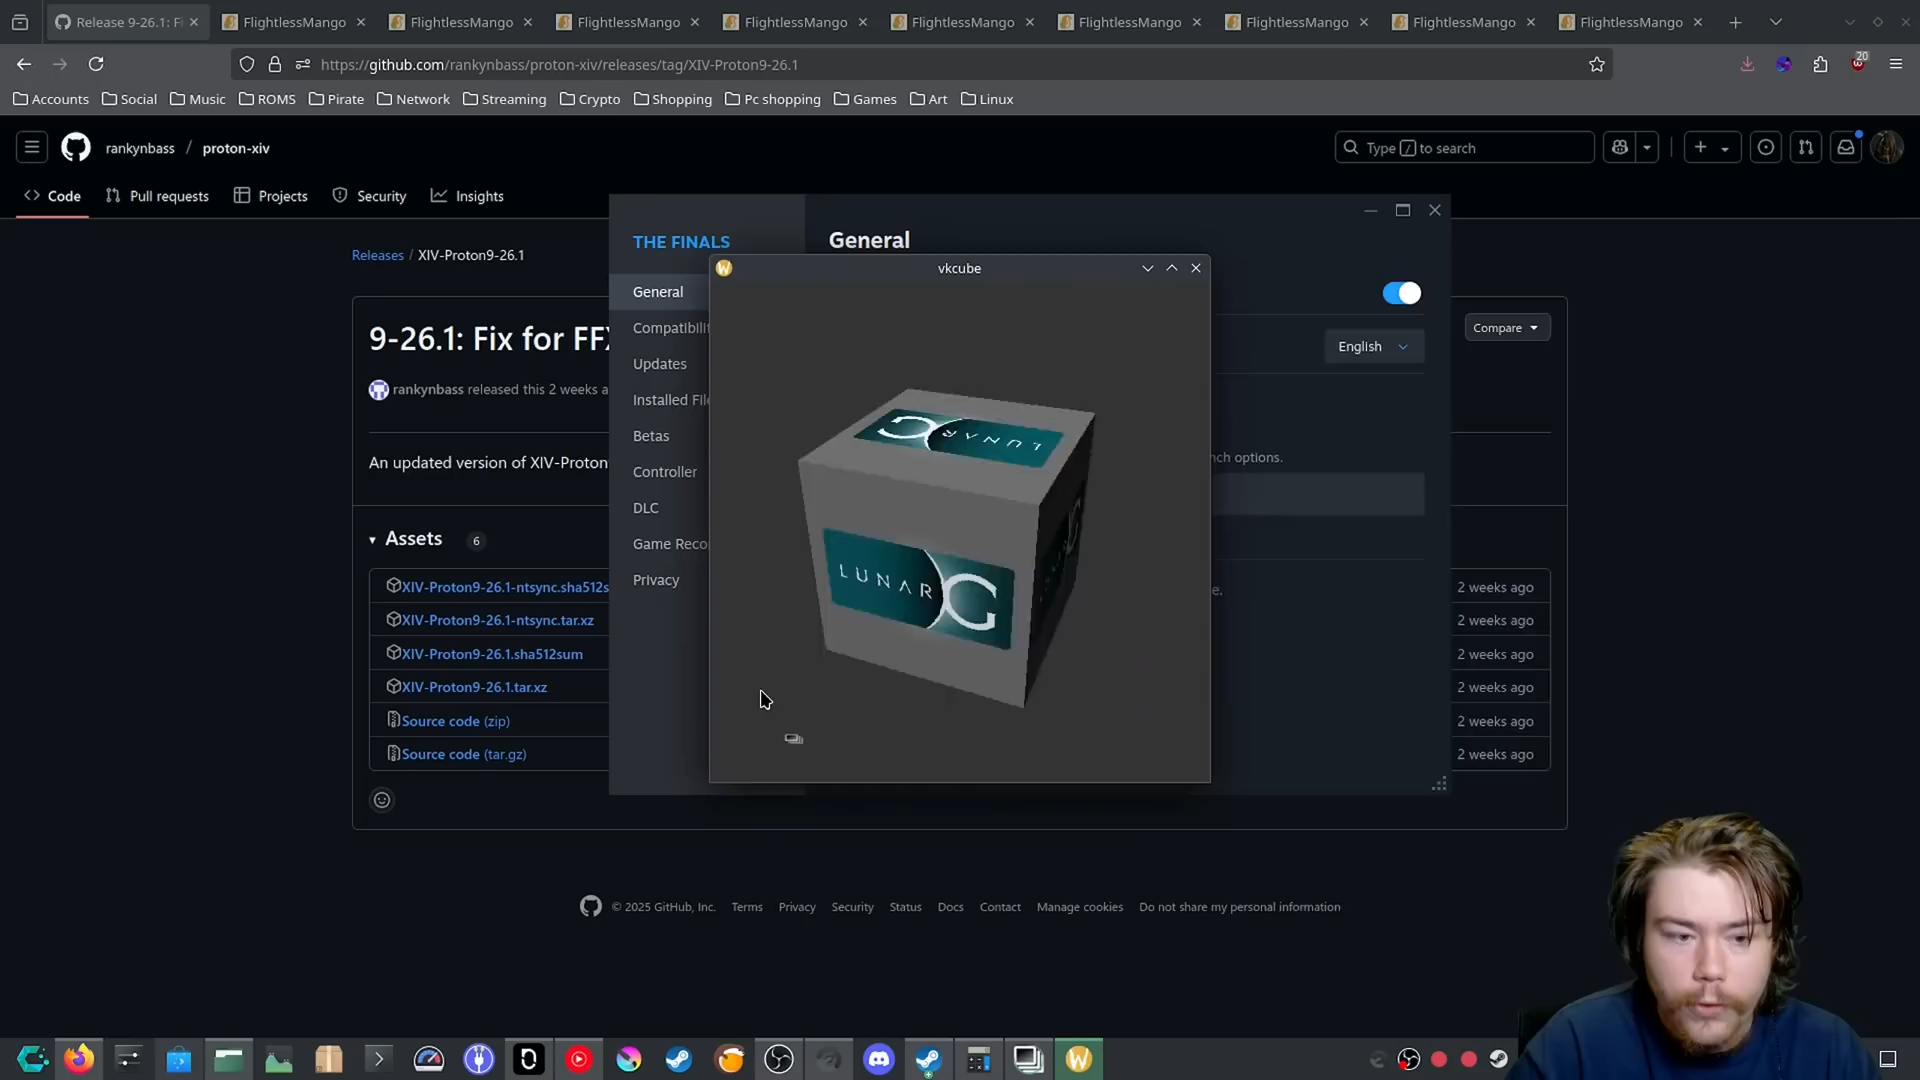 Release 9-26.1: Fi
FlightlessMango
FlightlessMango
FlightlessMango
FlightlessMango
FlightlessMango
FlightlessMango
FlightlessMango
FlightlessMango
FlightlessMango
https://github.com/rankynbass/proton-xiv/releases/tag/XIV-Proton9-26.1
20
Accounts
Social
Music
ROMS
Pirate
Network
Streaming
Crypto
Shopping
Pc shopping
Games
Art
Linux
rankynbass / proton-xiv
Type / to search
Code
Pull requests
Projects
Security
Insights
Releases / XIV-Proton9-26.1
9-26.1: Fix for FF
Compare
rankynbass released this 2 weeks a
An updated version of XIV-Proton
Assets 6
XIV-Proton9-26.1-ntsync.sha512s
2 weeks ago
XIV-Proton9-26.1-ntsync.tar.xz
2 weeks ago
XIV-Proton9-26.1.sha512sum
2 weeks ago
XIV-Proton9-26.1.tar.xz
2 weeks ago
Source code (zip)
2 weeks ago
Source code (tar.gz)
2 weeks ago
THE FINALS
General
General
Compatibili
Updates
Installed File
Betas
Controller
DLC
Game Reco
Privacy
English
nch options.
e.
vkcube
LUNAR G
LUNAR G
© 2025 GitHub, Inc.
Terms
Privacy
Security
Status
Docs
Contact
Manage cookies
Do not share my personal information